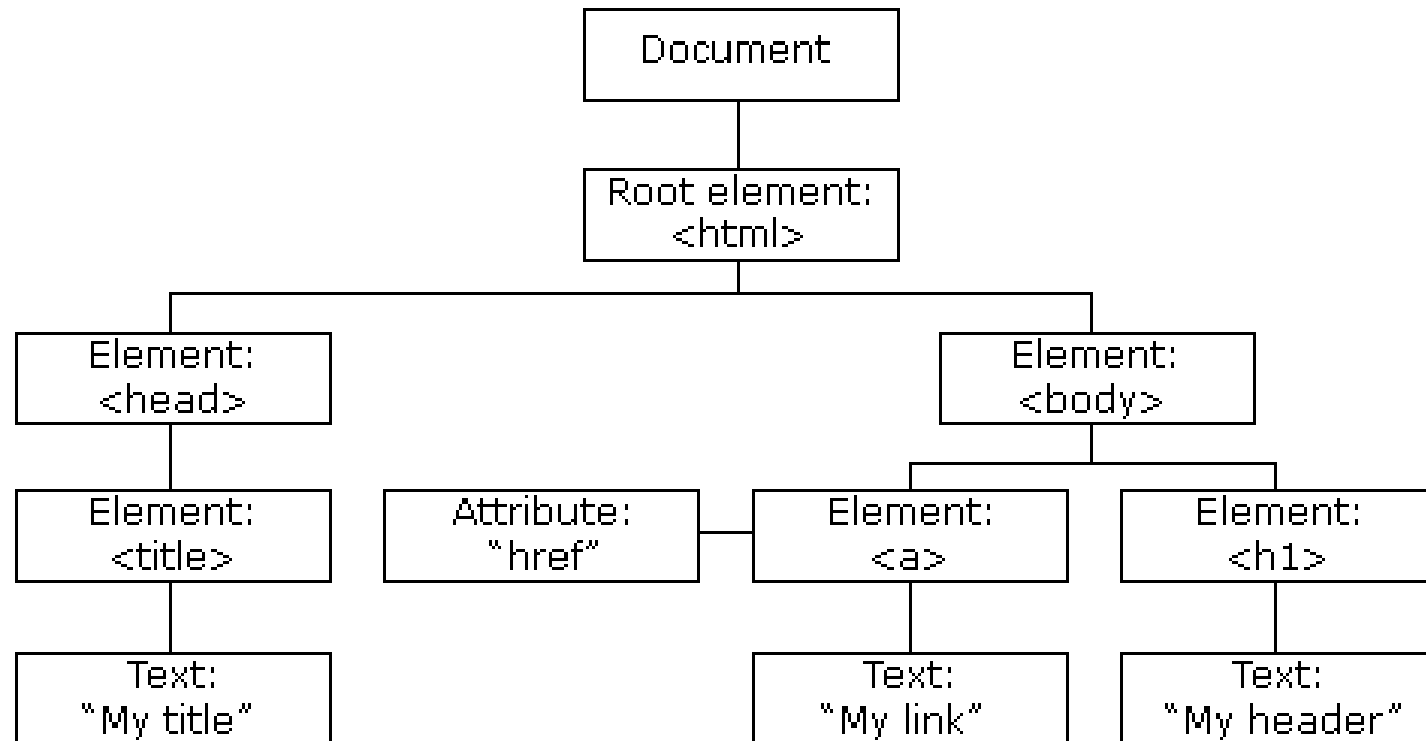 Document
Root element:
<html>
Element:
<head>
Element:
<body>
Element:
<title>
Attribute:
“href”
Element:
<a>
Element:
<h1>
Text:
“My title”
Text:
“My link”
Text:
“My header”